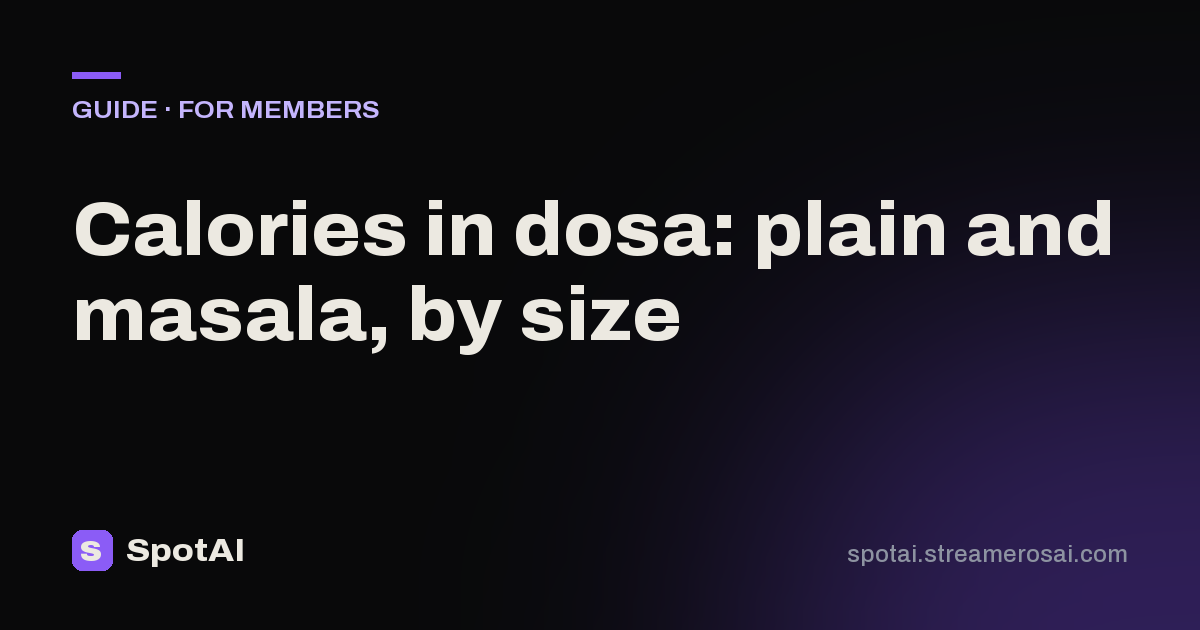 GUIDE · FOR MEMBERS
Calories in dosa: plain and
masala, by size
S SpotAI
spotai.streamerosai.com